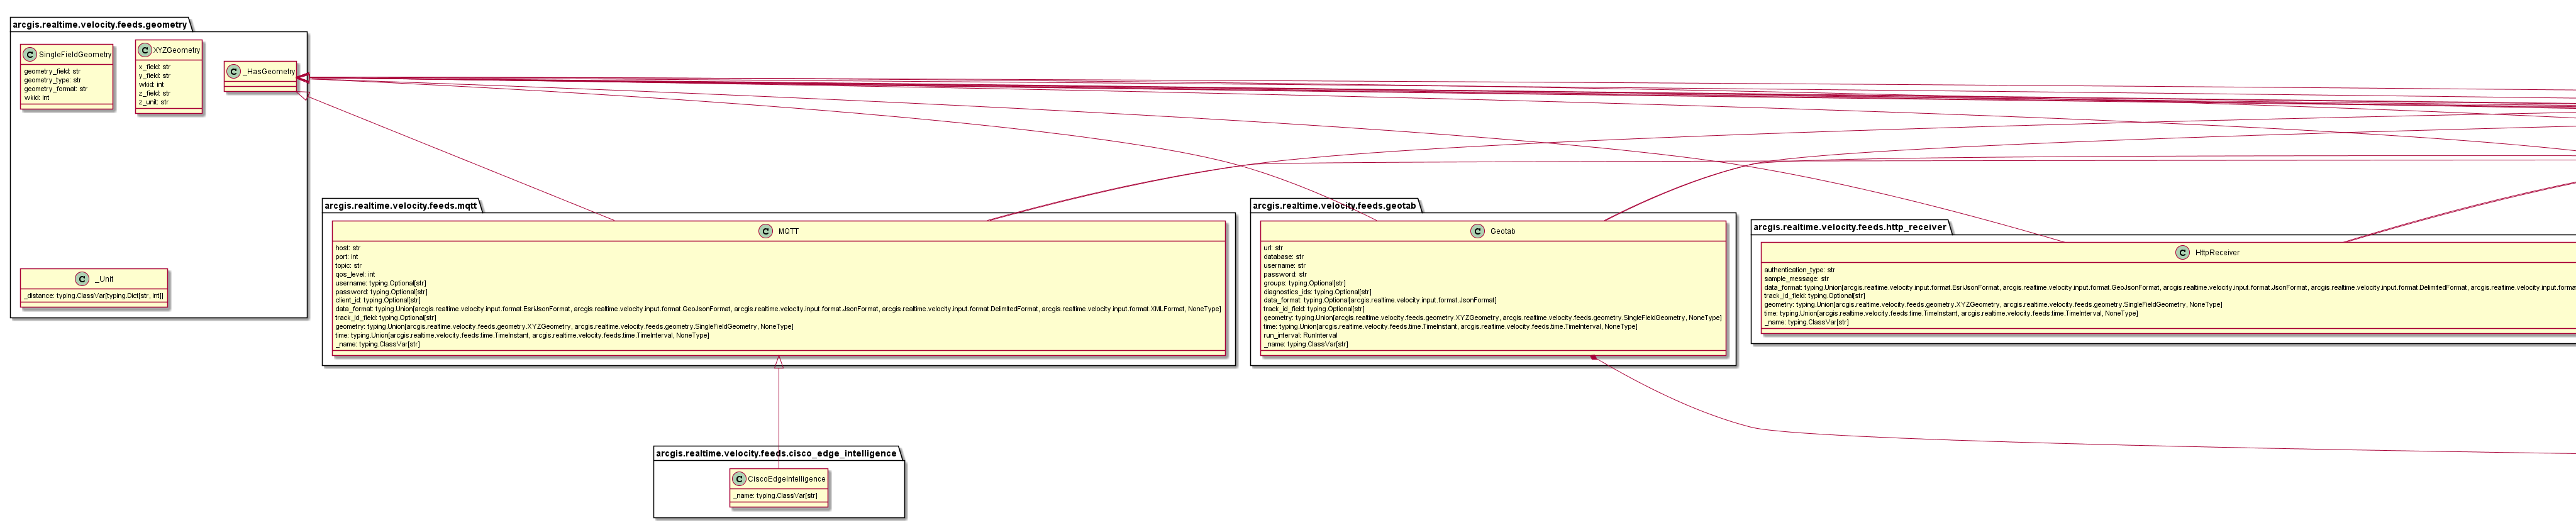 arcgis.realtime.velocity.feeds.geometry
C SingleFieldGeometry
geometry_field: str
geometry_type: str
geometry_format: str
wkid: int
C XYZGeometry
x_field: str
y_field: str
wkid: int
z_field: str
z_unit: str
C _HasGeometry
C _Unit
_distance: typing.ClassVar[typing.Dict[str, int]]
arcgis.realtime.velocity.feeds.mqtt
C MQTT
host: str
port: int
topic: str
qos_level: int
username: typing.Optional[str]
password: typing.Optional[str]
client_id: typing.Optional[str]
data_format: typing.Union[arcgis.realtime.velocity.input.format.EsriJsonFormat, arcgis.realtime.velocity.input.format.GeoJsonFormat, arcgis.realtime.velocity.input.format.JsonFormat, arcgis.realtime.velocity.input.format.DelimitedFormat, arcgis.realtime.velocity.input.format.XMLFormat, NoneType]
track_id_field: typing.Optional[str]
geometry: typing.Union[arcgis.realtime.velocity.feeds.geometry.XYZGeometry, arcgis.realtime.velocity.feeds.geometry.SingleFieldGeometry, NoneType]
time: typing.Union[arcgis.realtime.velocity.feeds.time.TimeInstant, arcgis.realtime.velocity.feeds.time.TimeInterval, NoneType]
_name: typing.ClassVar[str]
arcgis.realtime.velocity.feeds.geotab
C Geotab
url: str
database: str
username: str
password: str
groups: typing.Optional[str]
diagnostics_ids: typing.Optional[str]
data_format: typing.Optional[arcgis.realtime.velocity.input.format.JsonFormat]
track_id_field: typing.Optional[str]
geometry: typing.Union[arcgis.realtime.velocity.feeds.geometry.XYZGeometry, arcgis.realtime.velocity.feeds.geometry.SingleFieldGeometry, NoneType]
time: typing.Union[arcgis.realtime.velocity.feeds.time.TimeInstant, arcgis.realtime.velocity.feeds.time.TimeInterval, NoneType]
run_interval: RunInterval
_name: typing.ClassVar[str]
arcgis.realtime.velocity.feeds.http_receiver
C HttpReceiver
authentication_type: str
sample_message: str
data_format: typing.Union[arcgis.realtime.velocity.input.format.EsriJsonFormat, arcgis.realtime.velocity.input.format.GeoJsonFormat, arcgis.realtime.velocity.input.format.JsonFormat, arcgis.realtime.velocity.input.format.DelimitedFormat, arcgis.realtime.velocity.input.forma
track_id_field: typing.Optional[str]
geometry: typing.Union[arcgis.realtime.velocity.feeds.geometry.XYZGeometry, arcgis.realtime.velocity.feeds.geometry.SingleFieldGeometry, NoneType]
time: typing.Union[arcgis.realtime.velocity.feeds.time.TimeInstant, arcgis.realtime.velocity.feeds.time.TimeInterval, NoneType]
_name: typing.ClassVar[str]
arcgis.realtime.velocity.feeds.cisco_edge_intelligence
C CiscoEdgeIntelligence
_name: typing.ClassVar[str]